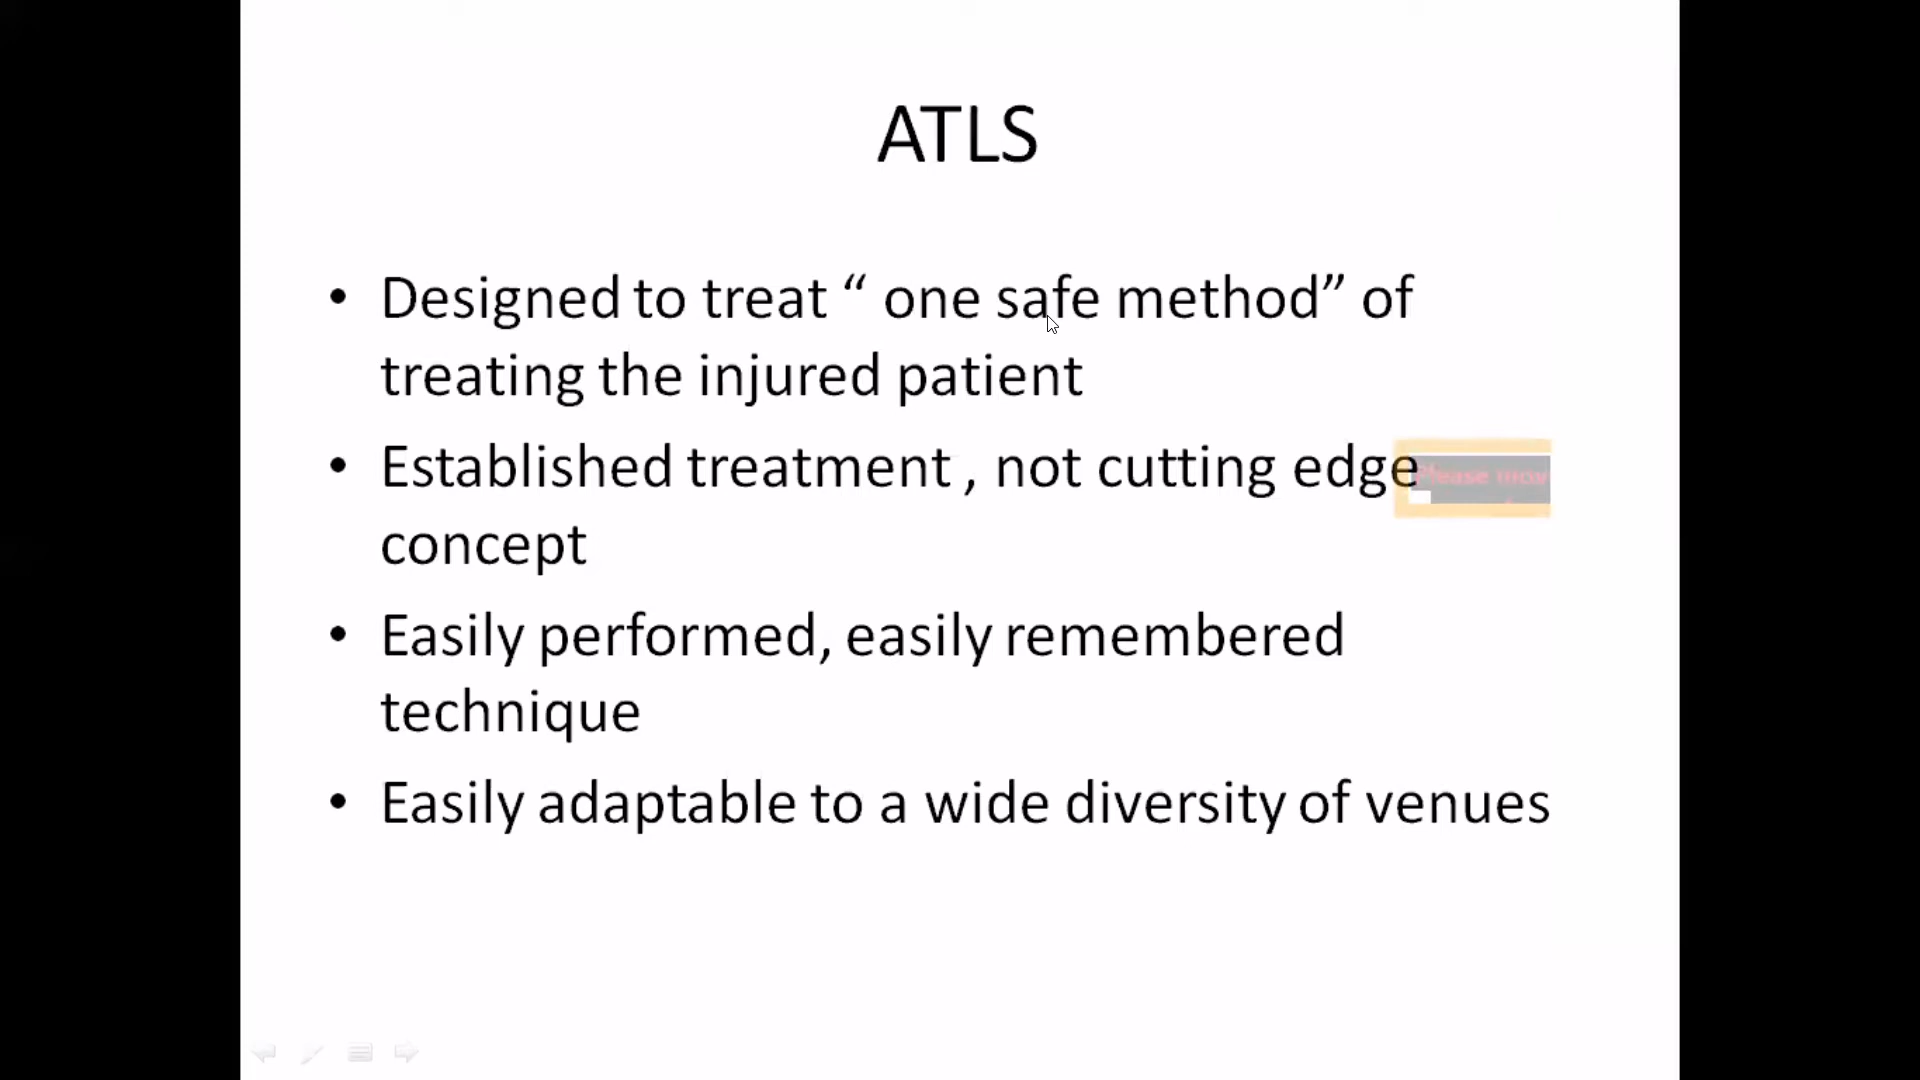 ATLS
• Designed to treat “ one safe method” of
treating the injured patient
• Established treatment , not cutting edge
Please
concept
• Easily performed, easily remembered
technique
• Easily adaptable to a wide diversity of venues